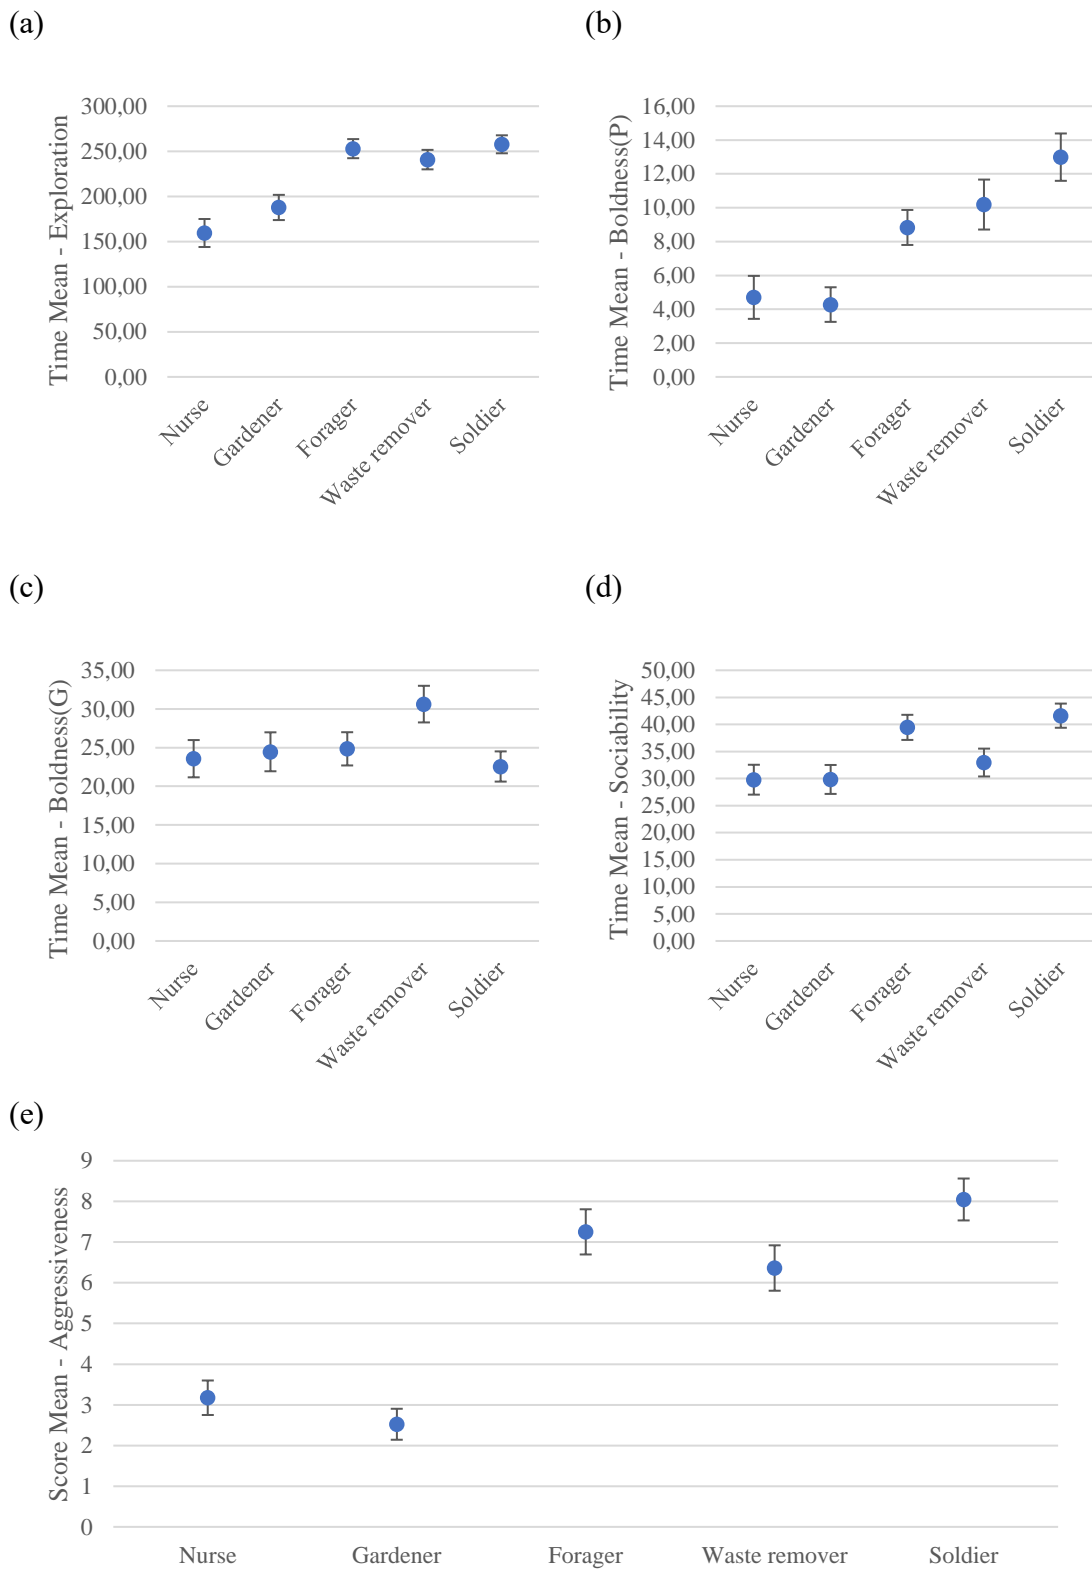 (a)
Time Mean - Exploration
300,00
250,00
200,00
150,00
100,00
50,00
0,00
Nurse
Gardener
Forager
Waste remover
Soldier
(b)
Time Mean - Boldness(P)
16,00
14,00
12,00
10,00
8,00
6,00
4,00
2,00
0,00
Nurse
Gardener
Forager
Waste remover
Soldier
(c)
Time Mean - Boldness(G)
35,00
30,00
25,00
20,00
15,00
10,00
5,00
0,00
Nurse
Gardener
Forager
Waste remover
Soldier
(d)
Time Mean - Sociability
50,00
45,00
40,00
35,00
30,00
25,00
20,00
15,00
10,00
5,00
0,00
Nurse
Gardener
Forager
Waste remover
Soldier
(e)
Score Mean - Aggressiveness
9
8
7
6
5
4
3
2
1
0
Nurse
Gardener
Forager
Waste remover
Soldier